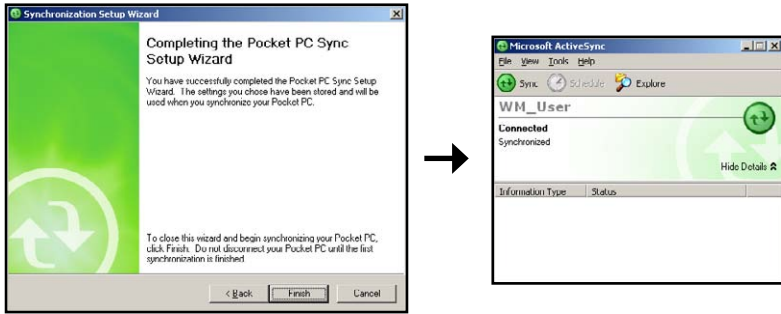 Synchronization Setup Wizard
Completing the Pocket PC Sync
Setup Wizard
You have successfully completed the Pocket PC Sync Setup
Wizard. The settings you chose have been stored and will be
used when you synchronize your Pocket PC.
To close this wizard and begin synchronizing your Pocket PC,
click Finish. Do not disconnect your Pocket PC until the first
synchronization is finished
< Back
Finish
Cancel
Microsoft ActiveSync
File View Tools Help
Sync Schedule Explore
WM_User
Connected
Synchronized
Hide Details
Information Type Status